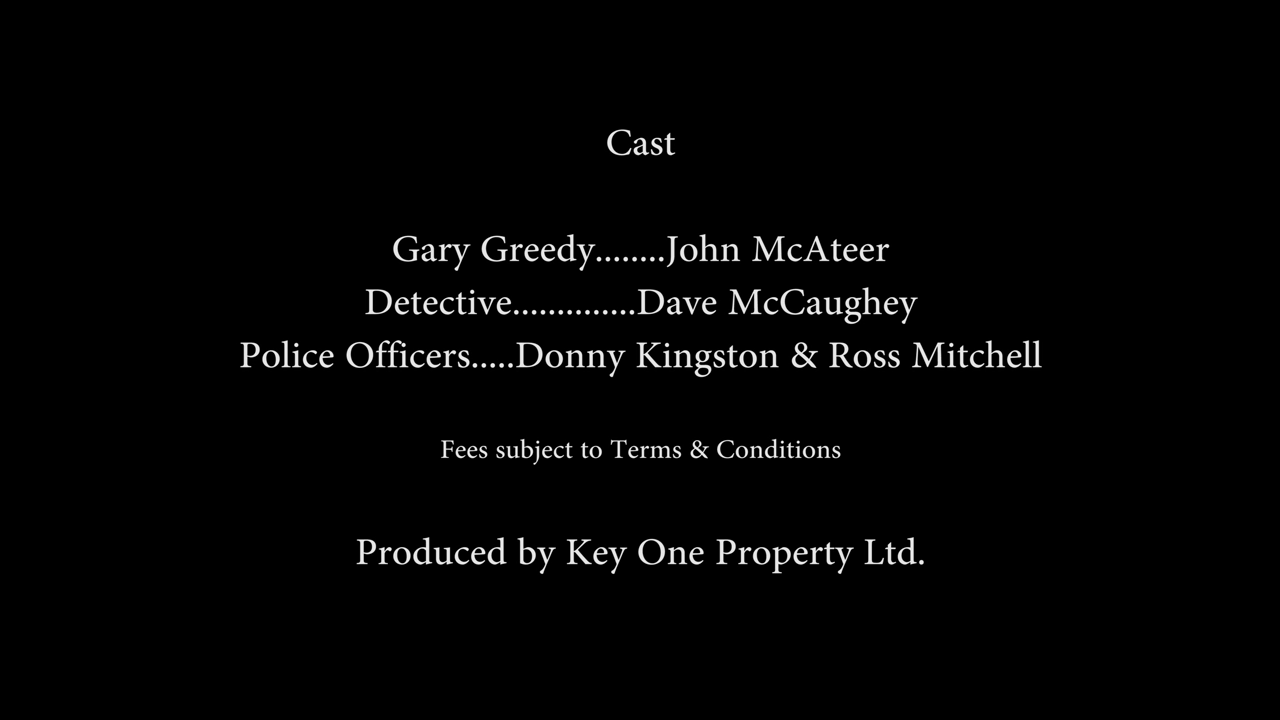 Cast
Gary Greedy........John McAteer
Detective..............Dave McCaughey
Police Officers.....Donny Kingston & Ross Mitchell
Fees subject to Terms & Conditions
Produced by Key One Property Ltd.